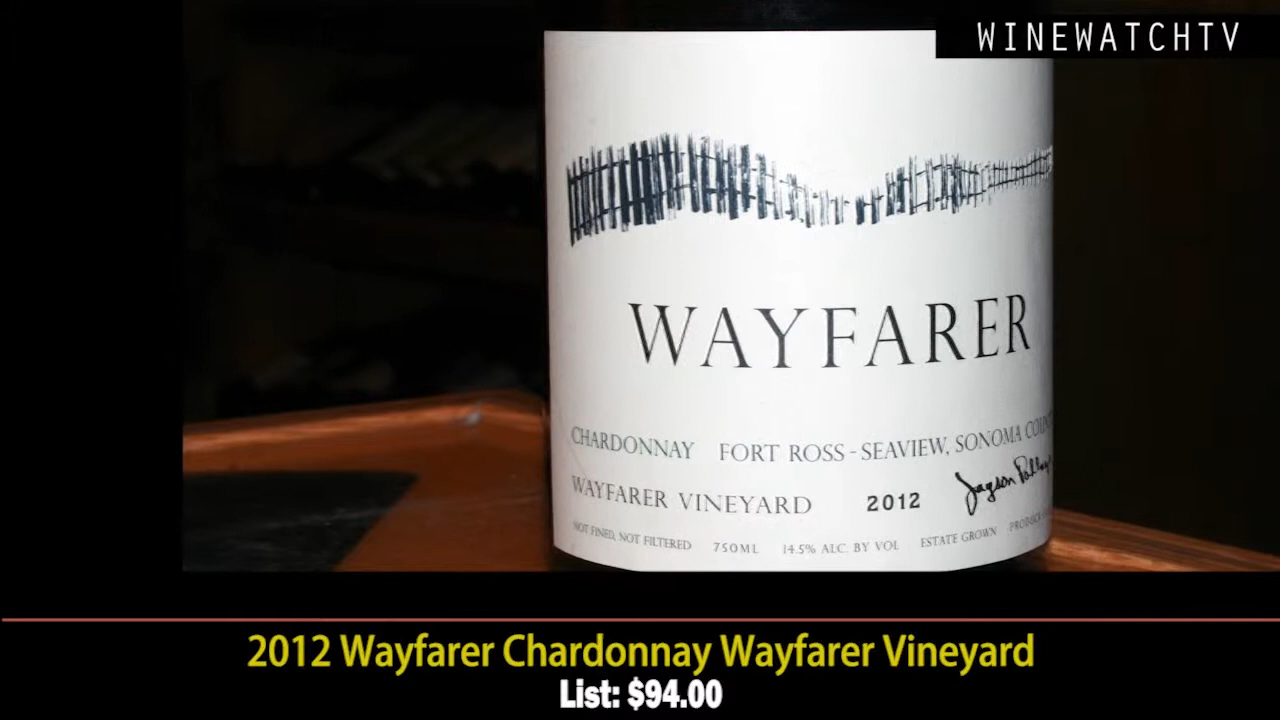 WINEWATCHTV
WAYFARER
CHARDONNAY FORT ROSS-SEAVIEW, SONOMA
WAYFARER VINEYARD 2012 Jayson
NOT FINED, NOT FILTERED 750ML 14.5% ALC. BY VOL ESTATE GROWN
2012 Wayfarer Chardonnay Wayfarer Vineyard
List: $94.00